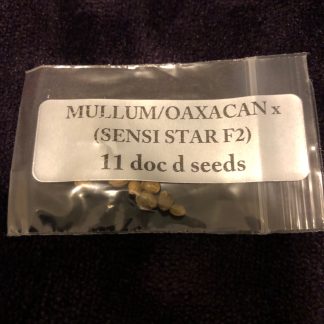 MULLUM/OAXACAN x
(SENSI STAR F2)
11 doc d seeds